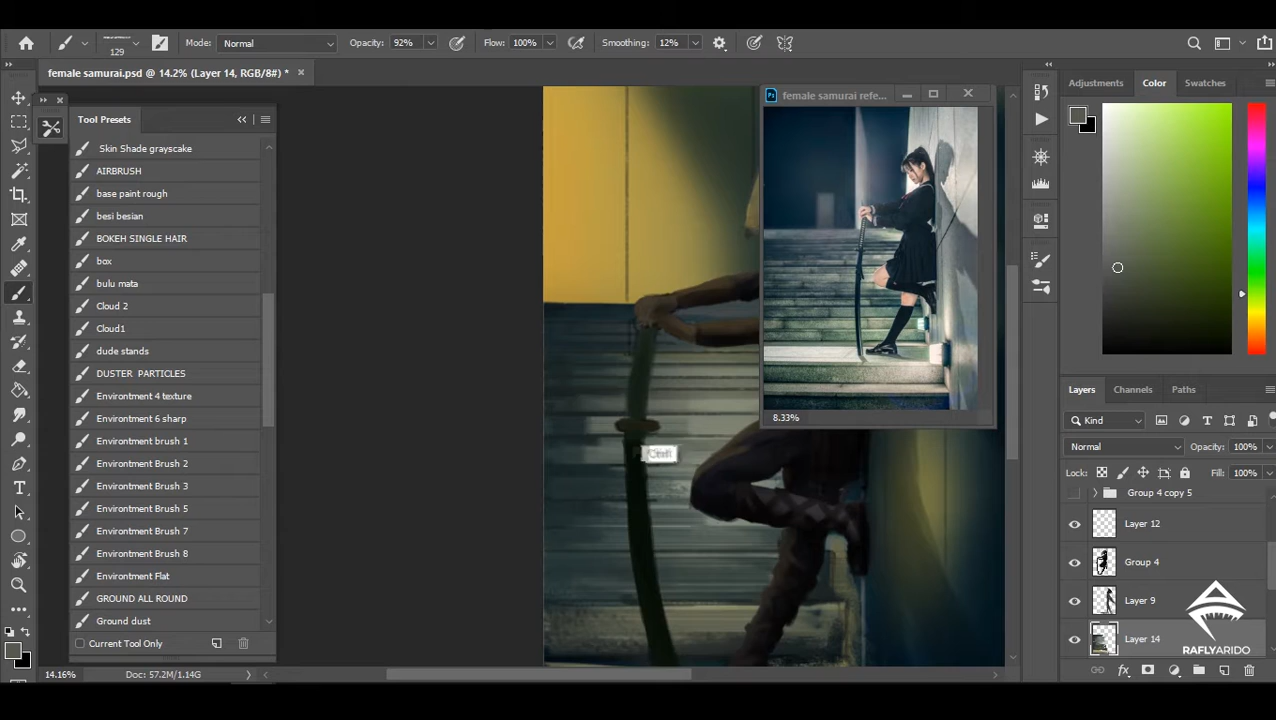 129
Mode: Normal
Opacity: 92%
Flow: 100%
Smoothing: 12%
female samurai.psd @ 14.2% (Layer 14, RGB/8#) *
female samurai refe...
Adjustments
Color
Swatches
Tool Presets
Skin Shade grayscake
AIRBRUSH
base paint rough
besi besian
BOKEH SINGLE HAIR
box
bulu mata
Cloud 2
Cloud1
dude stands
DUSTER PARTICLES
Environtment 4 texture
Environtment 6 sharp
Environtment brush 1
Environtment Brush 2
Environtment Brush 3
Environtment Brush 5
Environtment Brush 7
Environtment Brush 8
Environtment Flat
GROUND ALL ROUND
Ground dust
Current Tool Only
8.33%
Layers
Channels
Paths
Kind
Normal
Opacity: 100%
Lock:
Fill: 100%
Group 4 copy 5
Layer 12
Group 4
Layer 9
Layer 14
RAFLYARIDO
14.16%
Doc: 57.2M/1.14G